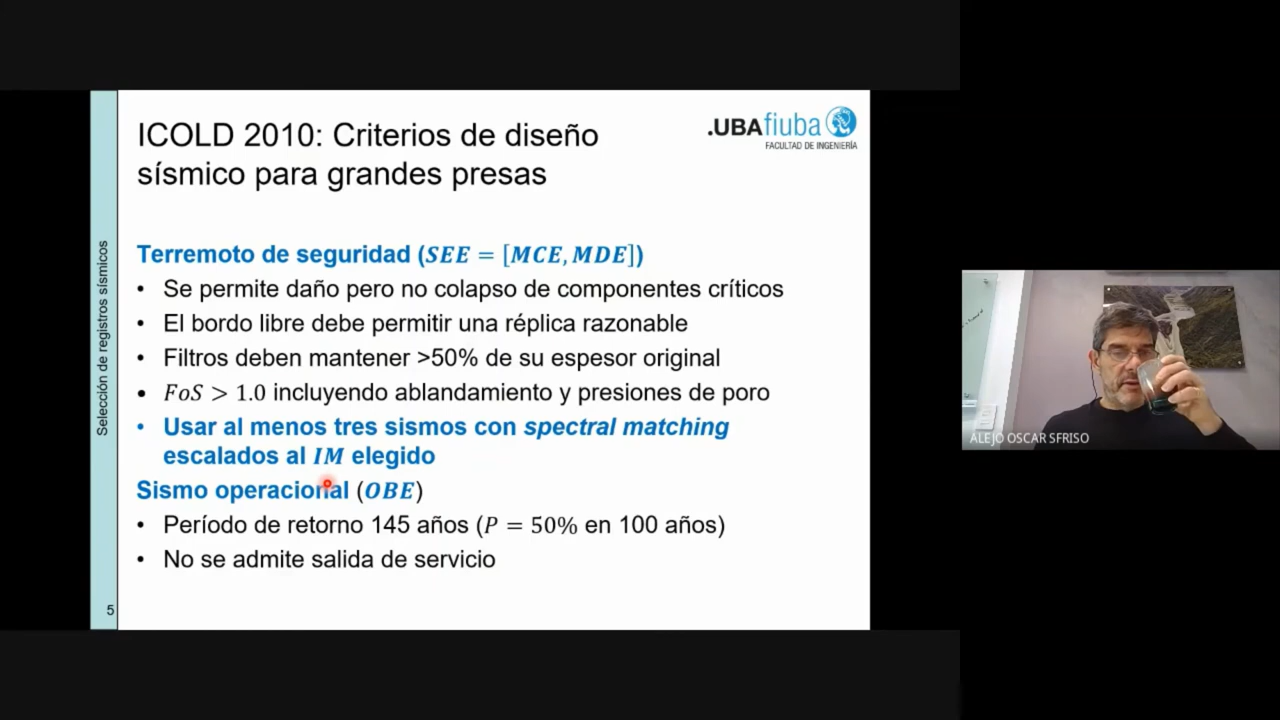 ICOLD 2010: Criterios de diseño
sísmico para grandes presas
.UBAfiuba
FACULTAD DE INGENIERÍA
Selección de registros sísmicos
Terremoto de seguridad (SEE = [MCE, MDE])
• Se permite daño pero no colapso de componentes críticos
• El bordo libre debe permitir una réplica razonable
• Filtros deben mantener >50% de su espesor original
• FoS > 1.0 incluyendo ablandamiento y presiones de poro
• Usar al menos tres sismos con spectral matching
escalados al IM elegido
Sismo operacional (OBE)
• Período de retorno 145 años (P = 50% en 100 años)
• No se admite salida de servicio
5
ALEJO OSCAR SFRISO